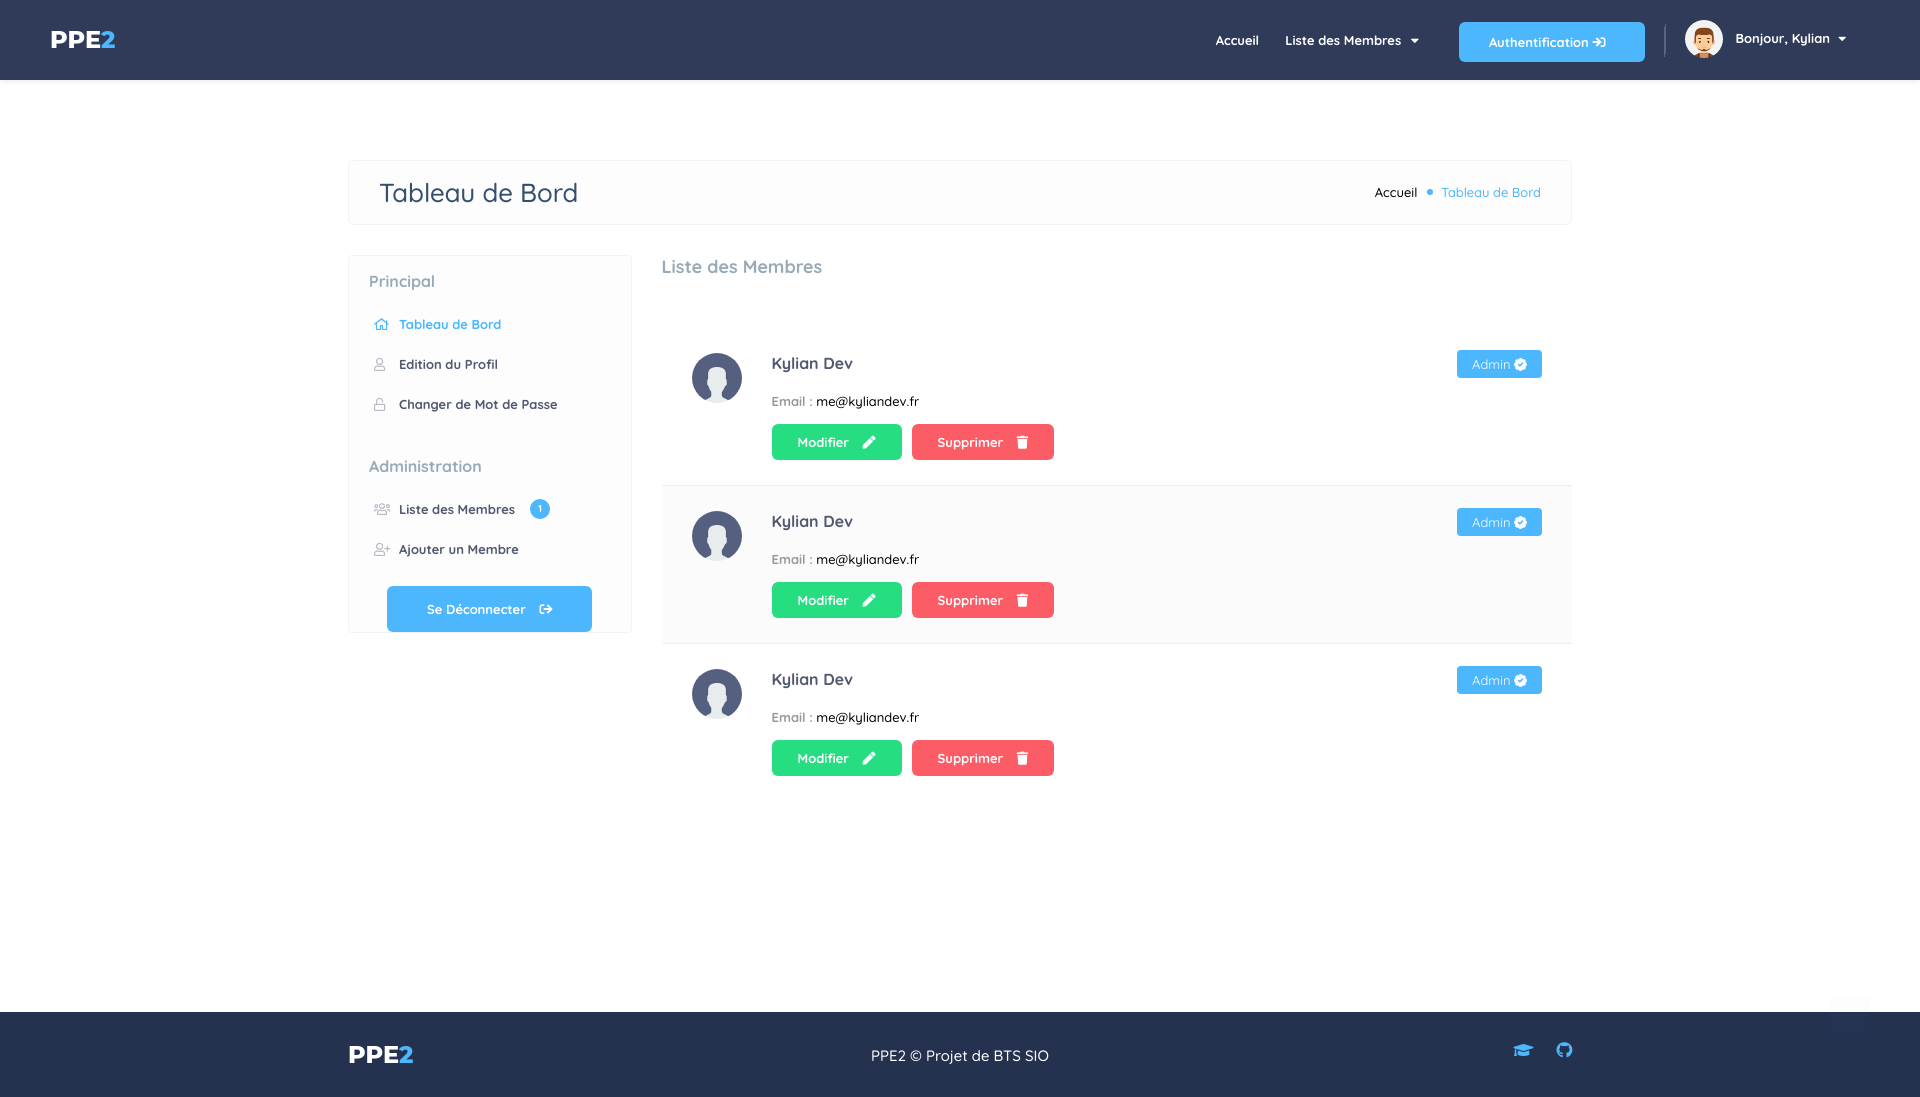 PPE2
Accueil
Liste des Membres
Authentification
Bonjour, Kylian
Tableau de Bord
Accueil
Tableau de Bord
Principal
Tableau de Bord
Edition du Profil
Changer de Mot de Passe
Administration
Liste des Membres 1
Ajouter un Membre
Se Déconnecter
Liste des Membres
Kylian Dev
Admin
Email : me@kyliandev.fr
Modifier
Supprimer
Kylian Dev
Admin
Email : me@kyliandev.fr
Modifier
Supprimer
Kylian Dev
Admin
Email : me@kyliandev.fr
Modifier
Supprimer
PPE2
PPE2 © Projet de BTS SIO